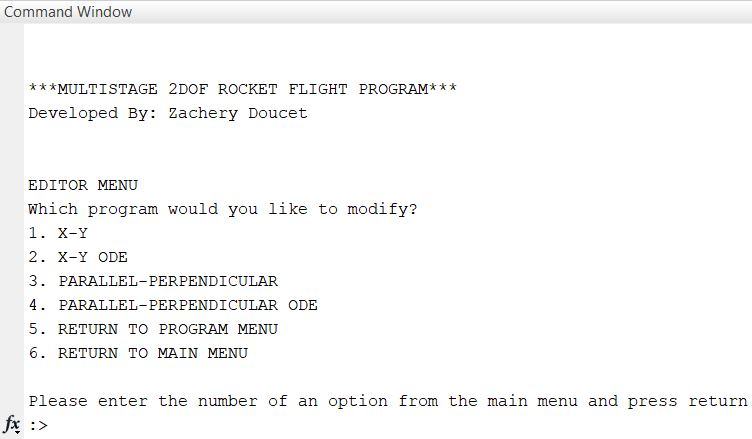 Command Window
***MULTISTAGE 2DOF ROCKET FLIGHT PROGRAM***
Developed By: Zachery Doucet
EDITOR MENU
Which program would you like to modify?
1. X-Y
2. X-Y ODE
3. PARALLEL-PERPENDICULAR
4. PARALLEL-PERPENDICULAR ODE
5. RETURN TO PROGRAM MENU
6. RETURN TO MAIN MENU
Please enter the number of an option from the main menu and press return
fx :>